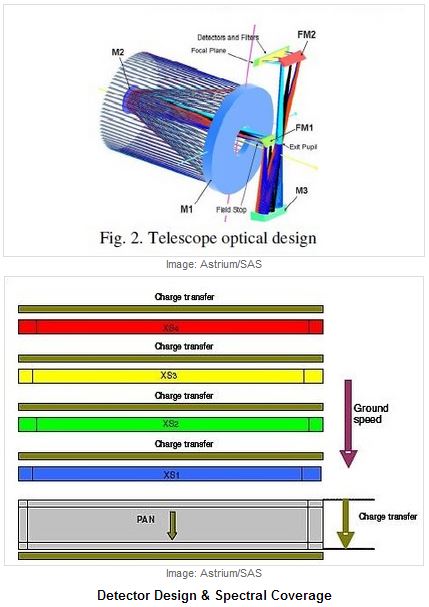 M2
Detectors and Filters
Focal Plane
FM2
FM1
Exit Pupil
M3
Field Stop
M1
Fig. 2. Telescope optical design
Image: Astrium/SAS
Charge transfer
XS4
Charge transfer
XS3
Charge transfer
XS2
Charge transfer
XS1
Ground
speed
PAN
Charge transfer
Image: Astrium/SAS
Detector Design & Spectral Coverage